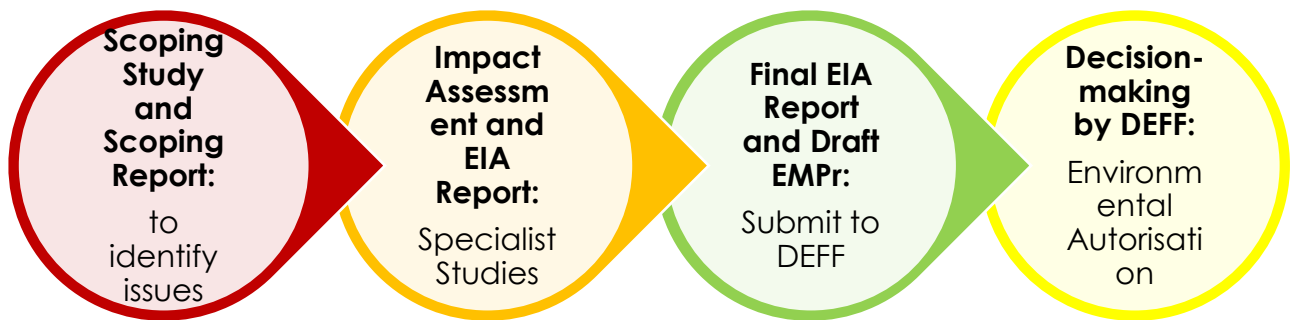 Scoping
Study
and
Scoping
Report:
to
identify
issues
Impact
Assessm
ent and
EIA
Report:
Specialist
Studies
Final EIA
Report
and Draft
EMPr:
Submit to
DEFF
Decision-
making
by DEFF:
Environm
ental
Autorisati
on